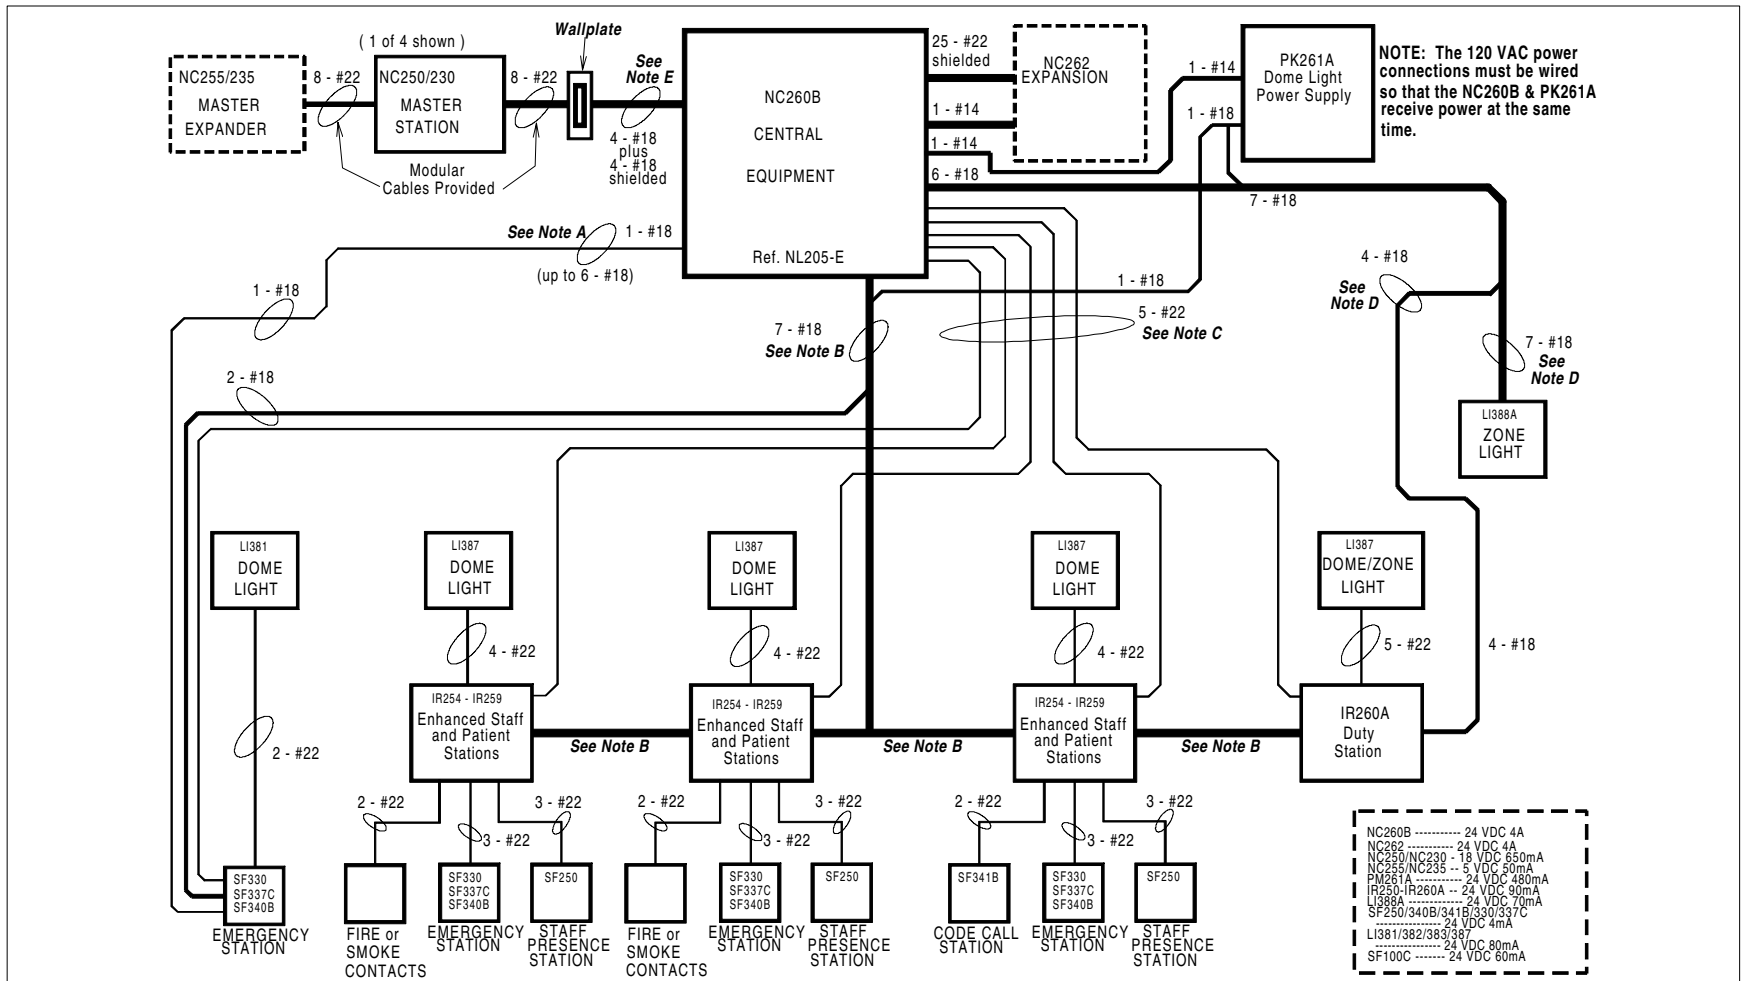 ( 1 of 4 shown )
Wallplate
NC255/235
MASTER
EXPANDER
8 - #22
NC250/230
MASTER
STATION
8 - #22
See
Note E
4 - #18
plus
4 - #18
shielded
Modular
Cables Provided
NC260B
CENTRAL
EQUIPMENT
Ref. NL205-E
25 - #22
shielded
NC262
EXPANSION
1 - #14
1 - #14
6 - #18
1 - #14
1 - #18
PK261A
Dome Light
Power Supply
NOTE: The 120 VAC power
connections must be wired
so that the NC260B & PK261A
receive power at the same
time.
7 - #18
See Note A
1 - #18
(up to 6 - #18)
1 - #18
1 - #18
7 - #18
See Note B
5 - #22
See Note C
4 - #18
See
Note D
7 - #18
See
Note D
2 - #18
LI388A
ZONE
LIGHT
LI381
DOME
LIGHT
LI387
DOME
LIGHT
LI387
DOME
LIGHT
LI387
DOME
LIGHT
LI387
DOME/ZONE
LIGHT
4 - #22
4 - #22
4 - #22
5 - #22
4 - #18
2 - #22
IR254 - IR259
Enhanced Staff
and Patient
Stations
See Note B
IR254 - IR259
Enhanced Staff
and Patient
Stations
See Note B
IR254 - IR259
Enhanced Staff
and Patient
Stations
See Note B
IR260A
Duty
Station
2 - #22
3 - #22
3 - #22
2 - #22
3 - #22
3 - #22
2 - #22
3 - #22
3 - #22
SF330
SF337C
SF340B
EMERGENCY
STATION
FIRE or
SMOKE
CONTACTS
SF330
SF337C
SF340B
EMERGENCY
STATION
SF250
STAFF
PRESENCE
STATION
FIRE or
SMOKE
CONTACTS
SF330
SF337C
SF340B
EMERGENCY
STATION
SF250
STAFF
PRESENCE
STATION
SF341B
CODE CALL
STATION
SF330
SF337C
SF340B
EMERGENCY
STATION
SF250
STAFF
PRESENCE
STATION
NC260B ----------- 24 VDC 4A
NC262 ----------- 24 VDC 4A
NC250/NC230 - 18 VDC 650mA
NC255/NC235 -- 5 VDC 50mA
PM261A ----------- 24 VDC 480mA
IR250-IR260A -- 24 VDC 90mA
LI388A ------------- 24 VDC 70mA
SF250/340B/341B/330/337C
---------------- 24 VDC 4mA
LI381/382/383/387
---------------- 24 VDC 80mA
SF100C ------- 24 VDC 60mA